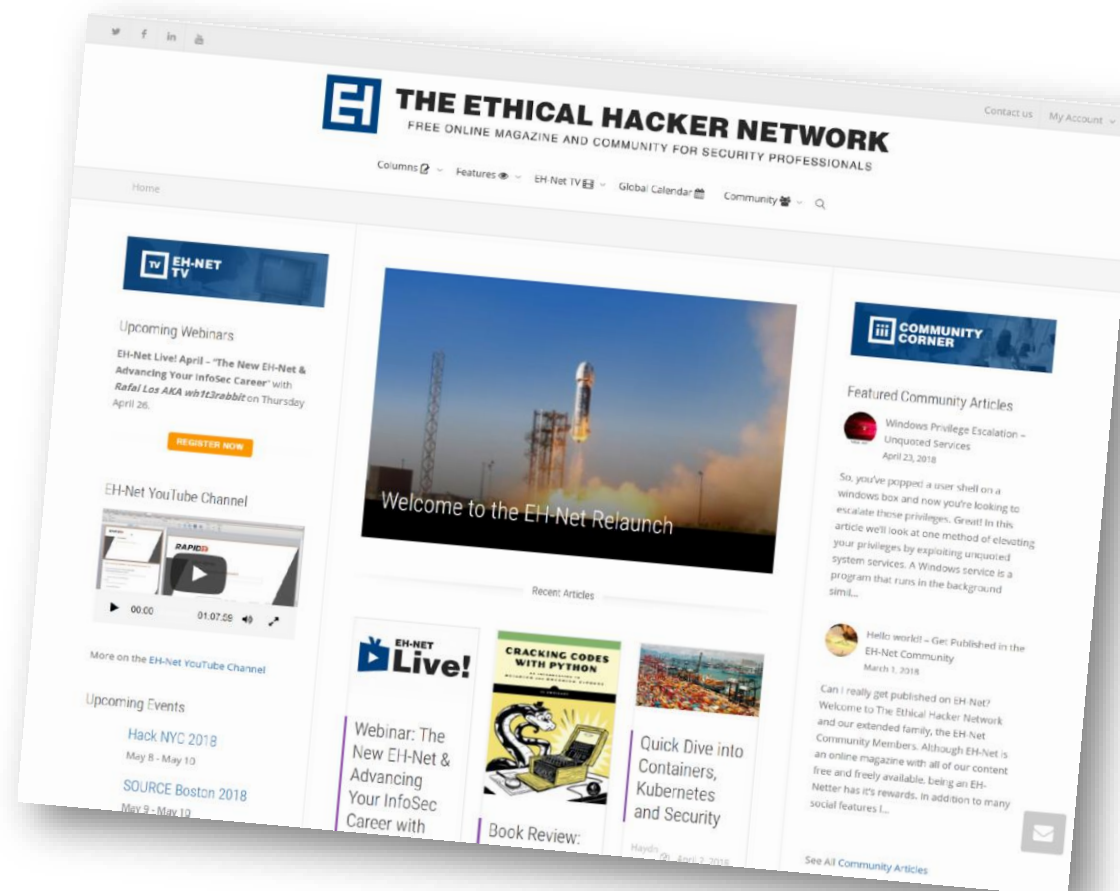 Contact us My Account
EH THE ETHICAL HACKER NETWORK
FREE ONLINE MAGAZINE AND COMMUNITY FOR SECURITY PROFESSIONALS
Columns Features EH-Net TV Global Calendar Community
Home
TV EH-NET
TV
Upcoming Webinars
EH-Net Live! April – "The New EH-Net &
Advancing Your InfoSec Career" with
Rafal Los AKA wh1t3rabbit on Thursday
April 26.
REGISTER NOW
EH-Net YouTube Channel
RAPID7
00:00 01:07:59
More on the EH-Net YouTube Channel
Upcoming Events
Hack NYC 2018
May 8 - May 10
SOURCE Boston 2018
May 9 - May 10
Welcome to the EH-Net Relaunch
Recent Articles
EH-NET
Live!
Webinar: The
New EH-Net &
Advancing
Your InfoSec
Career with
CRACKING CODES
WITH PYTHON
Book Review:
Quick Dive into
Containers,
Kubernetes
and Security
April 2, 2018
COMMUNITY
CORNER
Featured Community Articles
Windows Privilege Escalation –
Unquoted Services
April 23, 2018
So, you've popped a user shell on a
windows box and now you're looking to
escalate those privileges. Great! In this
article we'll look at one method of elevating
your privileges by exploiting unquoted
system services. A Windows service is a
program that runs in the background
simil...
Hello world! – Get Published in the
EH-Net Community
March 1, 2018
Can I really get published on EH-Net?
Welcome to The Ethical Hacker Network
and our extended family, the EH-Net
Community Members. Although EH-Net is
an online magazine with all of our content
free and freely available, being an EH-
Netter has it's rewards. In addition to many
social features l...
See All Community Articles